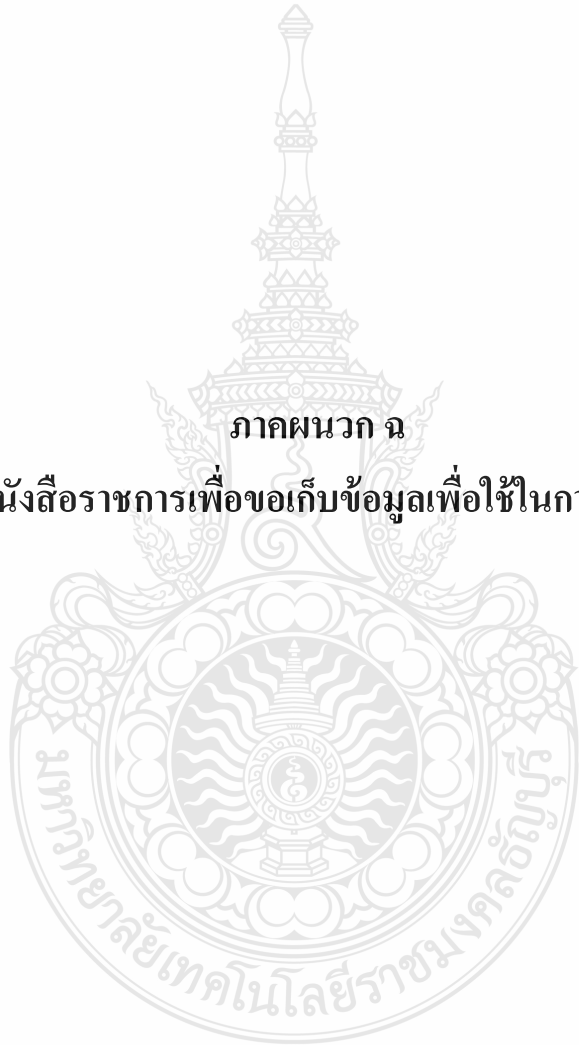 ภาคผนวก ฉ
นังสือราชการเพื่อขอเก็บข้อมูลเพื่อใช้ในกา
มหาวิทยาลัยเทคโนโลยีราชมงคลธัญบุรี